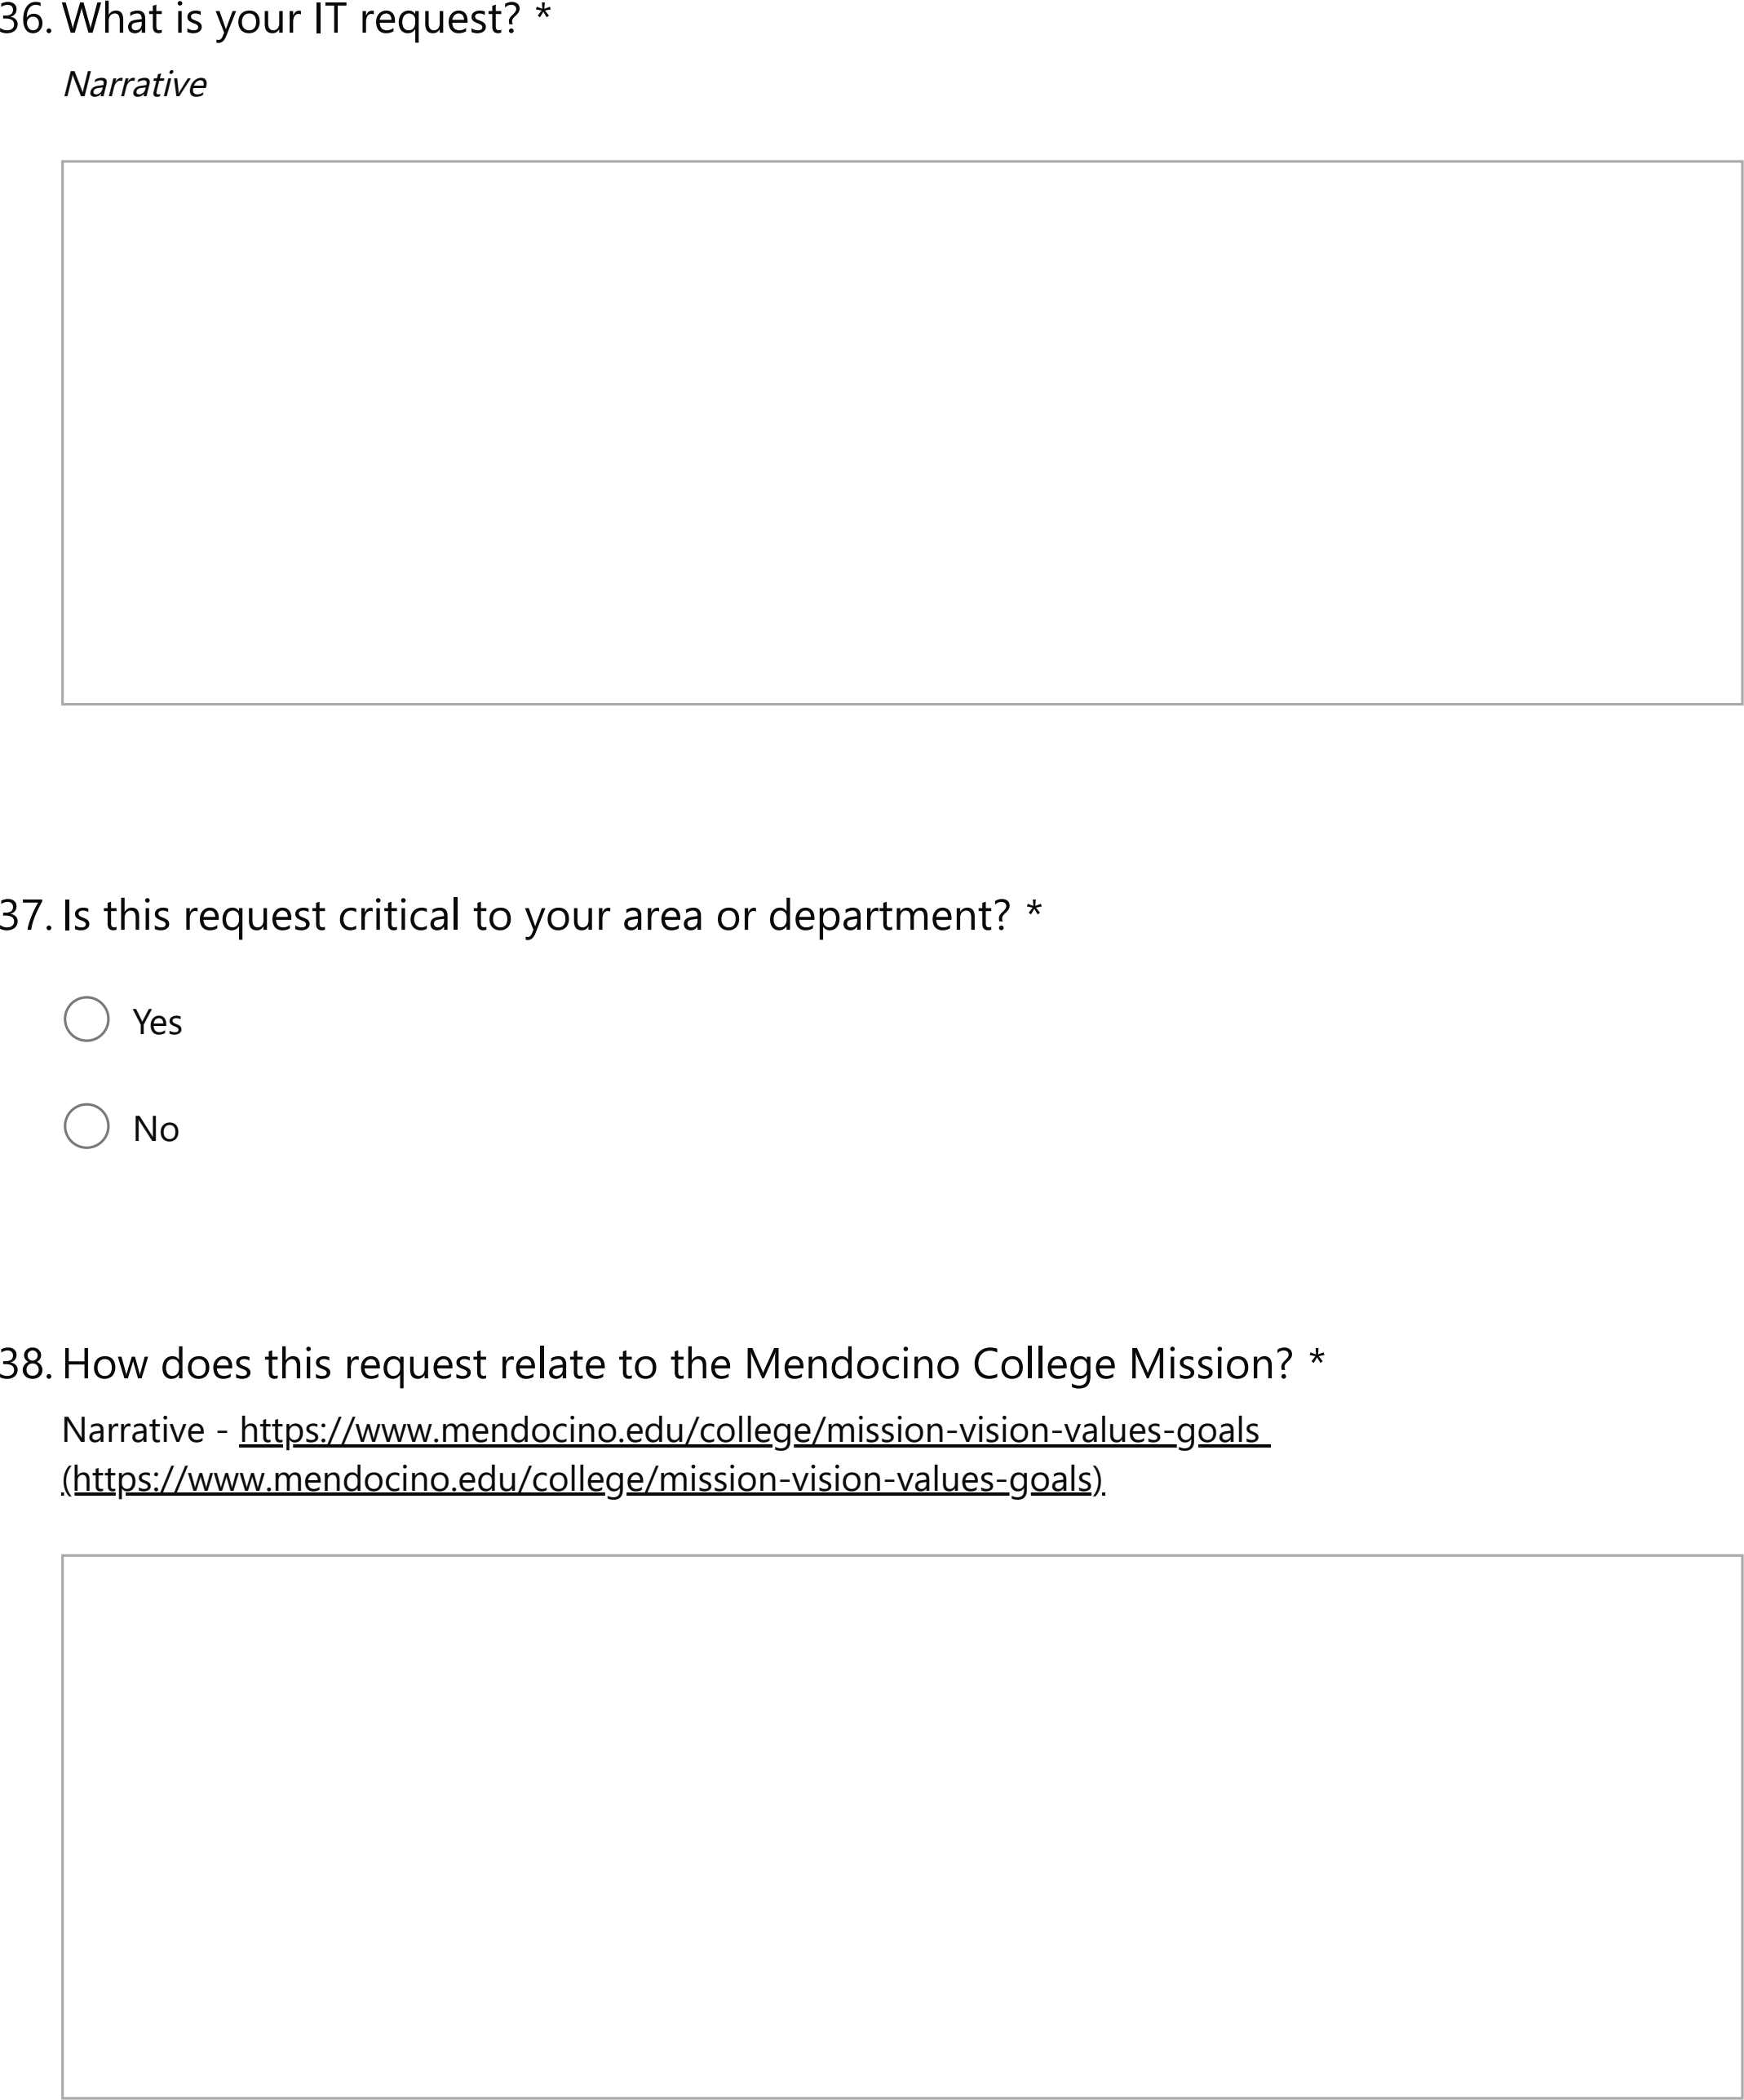 36. What is your IT request? *
Narrative
37. Is this request critical to your area or department? *
Yes
No
38. How does this request relate to the Mendocino College Mission? *
Narrative - https://www.mendocino.edu/college/mission-vision-values-goals
(https://www.mendocino.edu/college/mission-vision-values-goals).